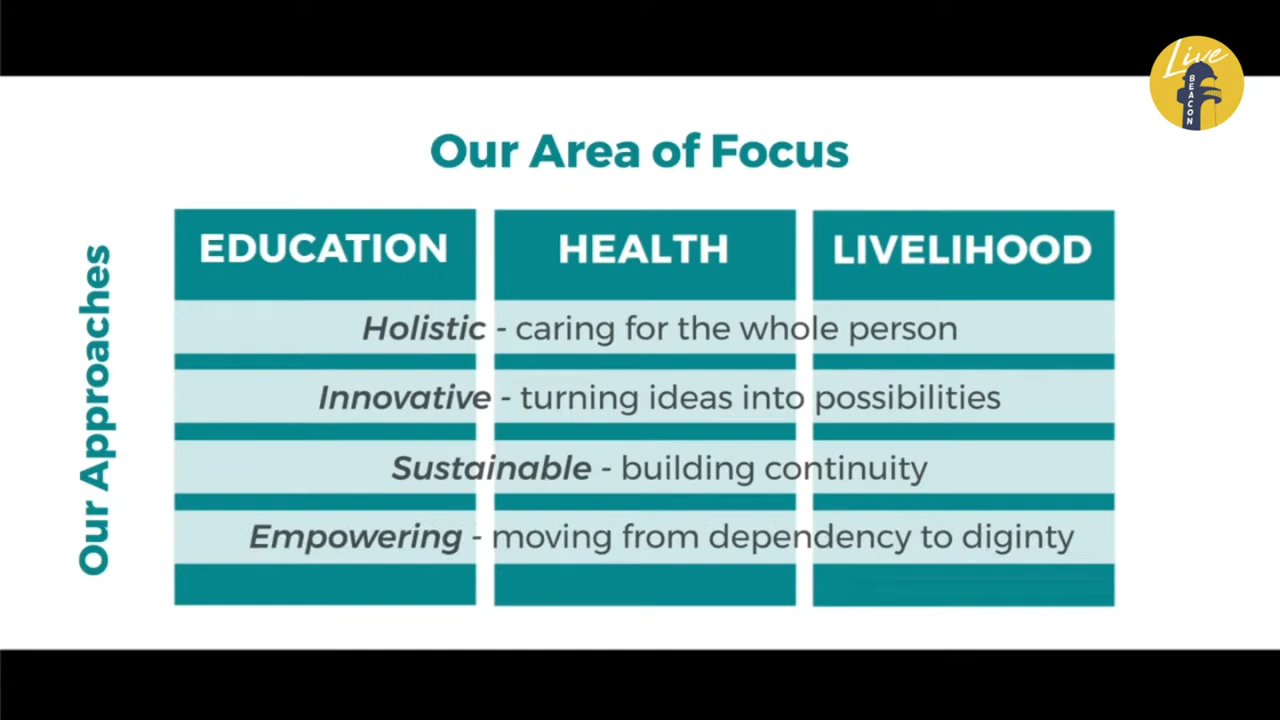 Live
BEACON
Our Area of Focus
Our Approaches
EDUCATION
HEALTH
LIVELIHOOD
Holistic - caring for the whole person
Innovative - turning ideas into possibilities
Sustainable - building continuity
Empowering - moving from dependency to diginty